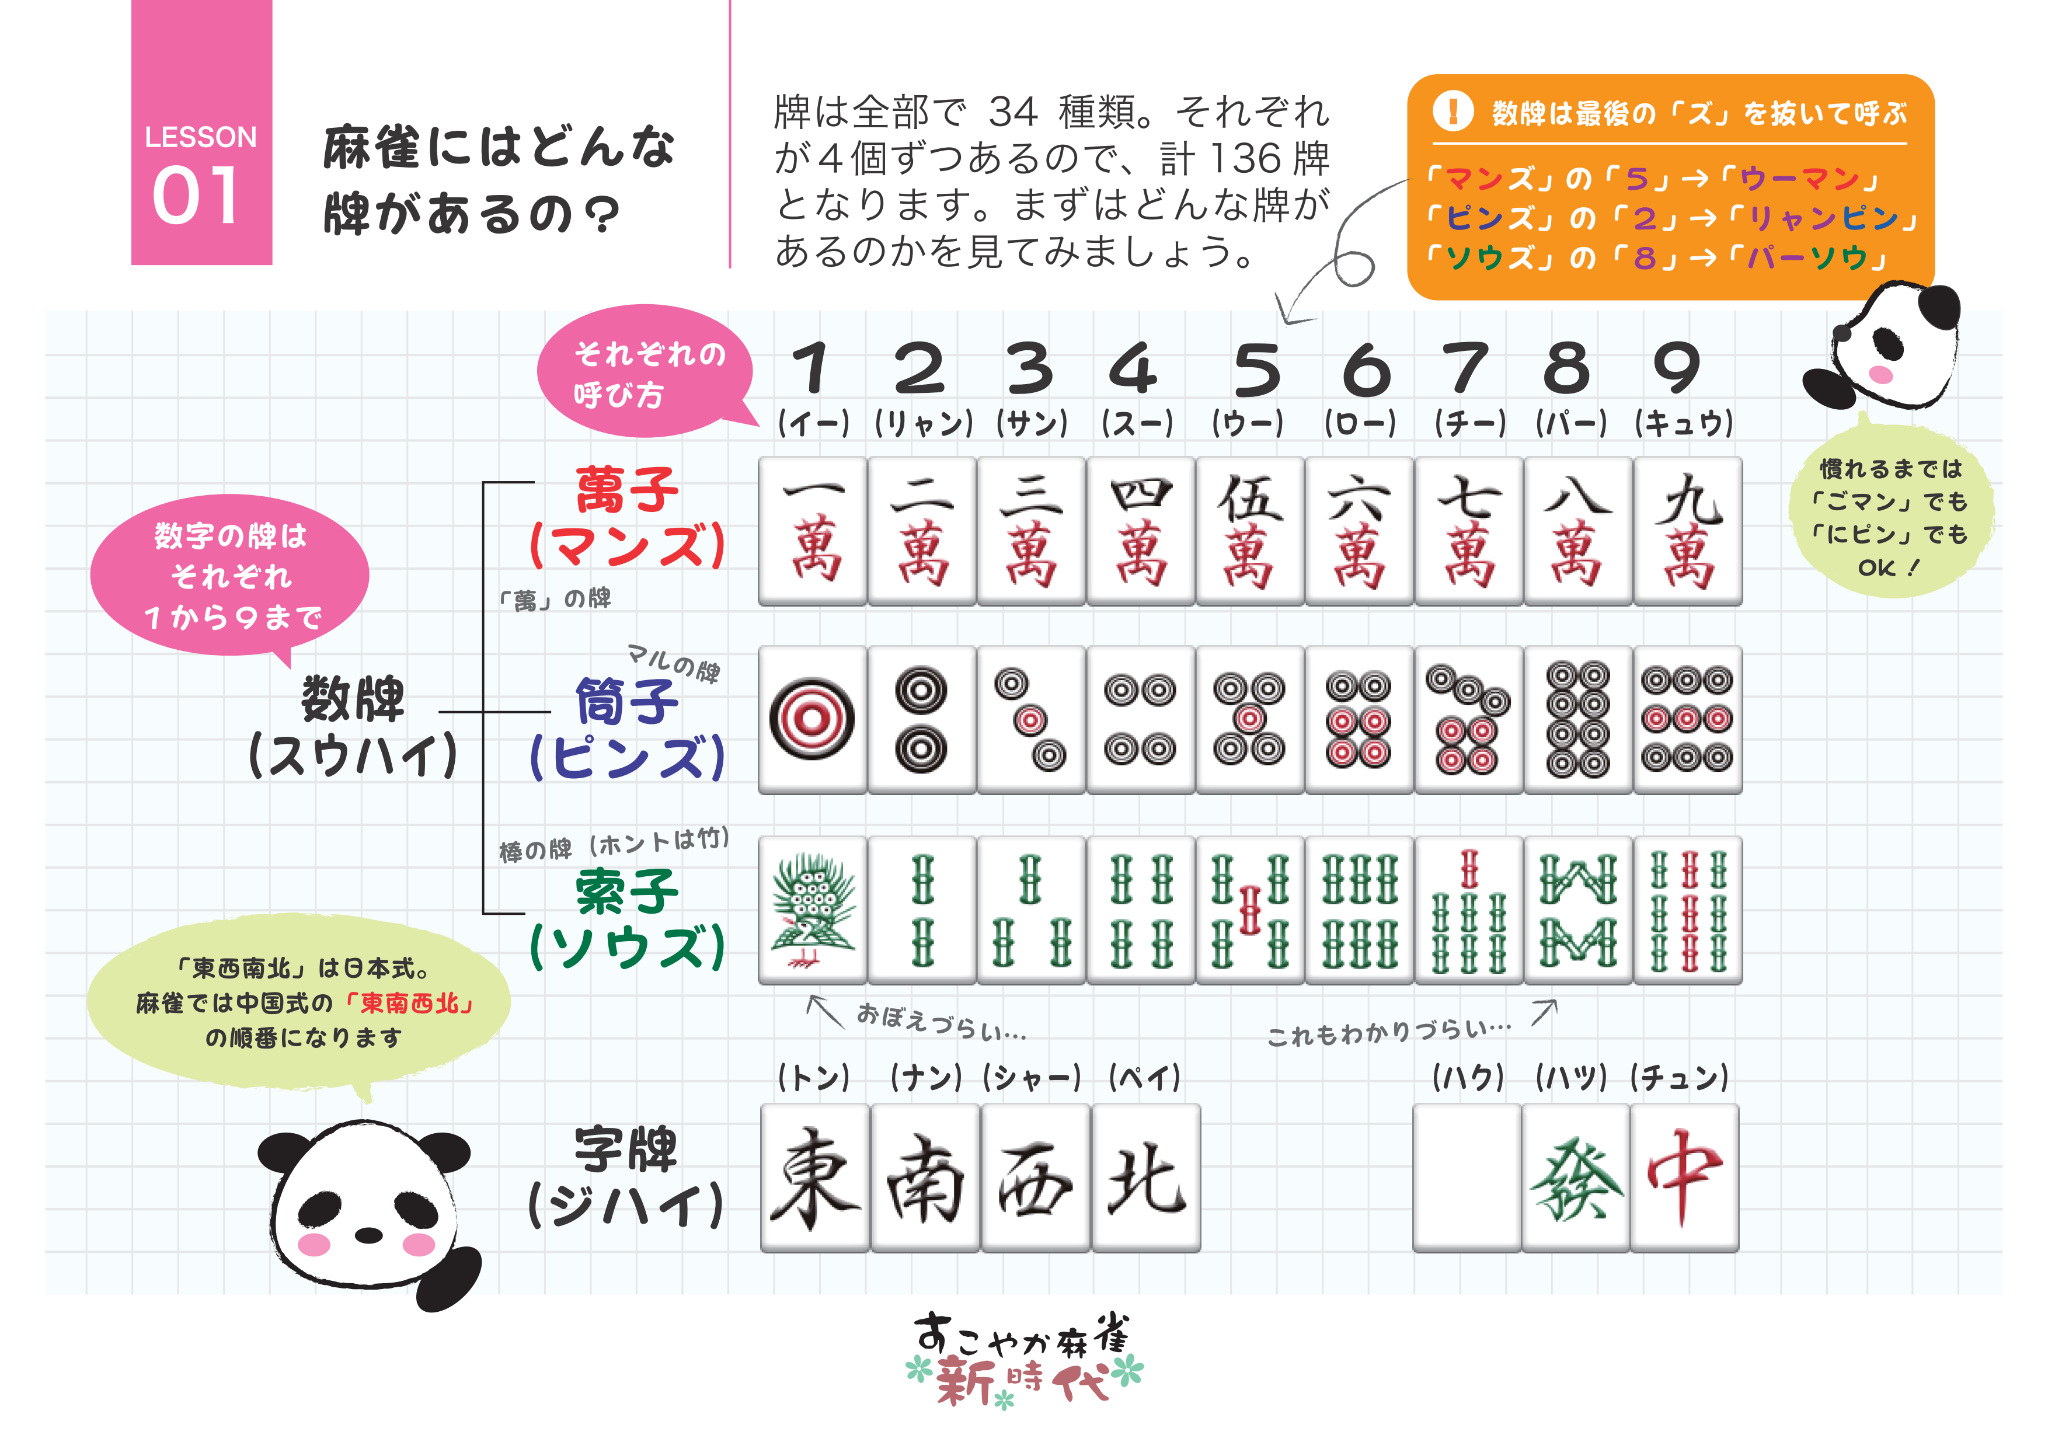 LESSON
01
麻雀にはどんな
牌があるの？
牌は全部で 34 種類。それぞれ
が４個ずつあるので、計 136 牌
となります。まずはどんな牌が
あるのかを見てみましょう。
! 数牌は最後の「ズ」を抜いて呼ぶ
「マンズ」の「５」→「ウーマン」
「ピンズ」の「２」→「リャンピン」
「ソウズ」の「８」→「パーソウ」
それぞれの
呼び方
1 2 3 4 5 6 7 8 9
(イー) (リャン) (サン) (スー) (ウー) (ロー) (チー) (パー) (キュウ)
慣れるまでは
「ごマン」でも
「にピン」でも
OK！
数字の牌は
それぞれ
１から９まで
数牌
(スウハイ)
萬子
(マンズ)
「萬」の牌
一萬 二萬 三萬 四萬 伍萬 六萬 七萬 八萬 九萬
マルの牌
筒子
(ピンズ)
棒の牌（ホントは竹）
索子
(ソウズ)
おぼえづらい…
これもわかりづらい…
「東西南北」は日本式。
麻雀では中国式の「東南西北」
の順番になります
字牌
(ジハイ)
(トン) (ナン) (シャー) (ペイ) (ハク) (ハツ) (チュン)
東 南 西 北 發 中
すこやか麻雀
新時代